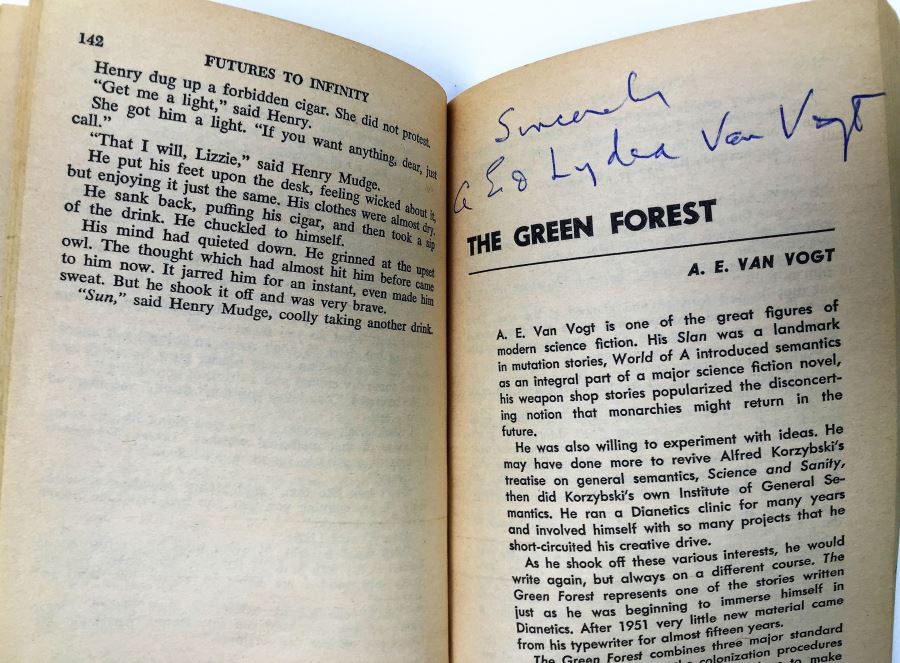 142
FUTURES TO INFINITY
Henry dug up a forbidden cigar. She did not protest.
“Get me a light,” said Henry.
She got him a light. “If you want anything, dear, just
call.”
“That I will, Lizzie,” said Henry Mudge.
He put his feet upon the desk, feeling wicked about it,
but enjoying it just the same. His clothes were almost dry.
He sank back, puffing his cigar, and then took a sip
of the drink. He chuckled to himself.
His mind had quieted down. He grinned at the upset
owl. The thought which had almost hit him before came
to him now. It jarred him for an instant, even made him
sweat. But he shook it off and was very brave.
“Sun,” said Henry Mudge, coolly taking another drink.
Sincerely
A E & Lydia Van Vogt
THE GREEN FOREST
A. E. VAN VOGT
A. E. Van Vogt is one of the great figures of
modern science fiction. His Slan was a landmark
in mutation stories, World of A introduced semantics
as an integral part of a major science fiction novel,
his weapon shop stories popularized the disconcert-
ing notion that monarchies might return in the
future.
He was also willing to experiment with ideas. He
may have done more to revive Alfred Korzybski's
treatise on general semantics, Science and Sanity,
then did Korzybski's own Institute of General Se-
mantics. He ran a Dianetics clinic for many years
and involved himself with so many projects that he
short-circuited his creative drive.
As he shook off these various interests, he would
write again, but always on a different course. The
Green Forest represents one of the stories written
just as he was beginning to immerse himself in
Dianetics. After 1951 very little new material came
from his typewriter for almost fifteen years.
The Green Forest combines three major standard
colonization procedures
to make